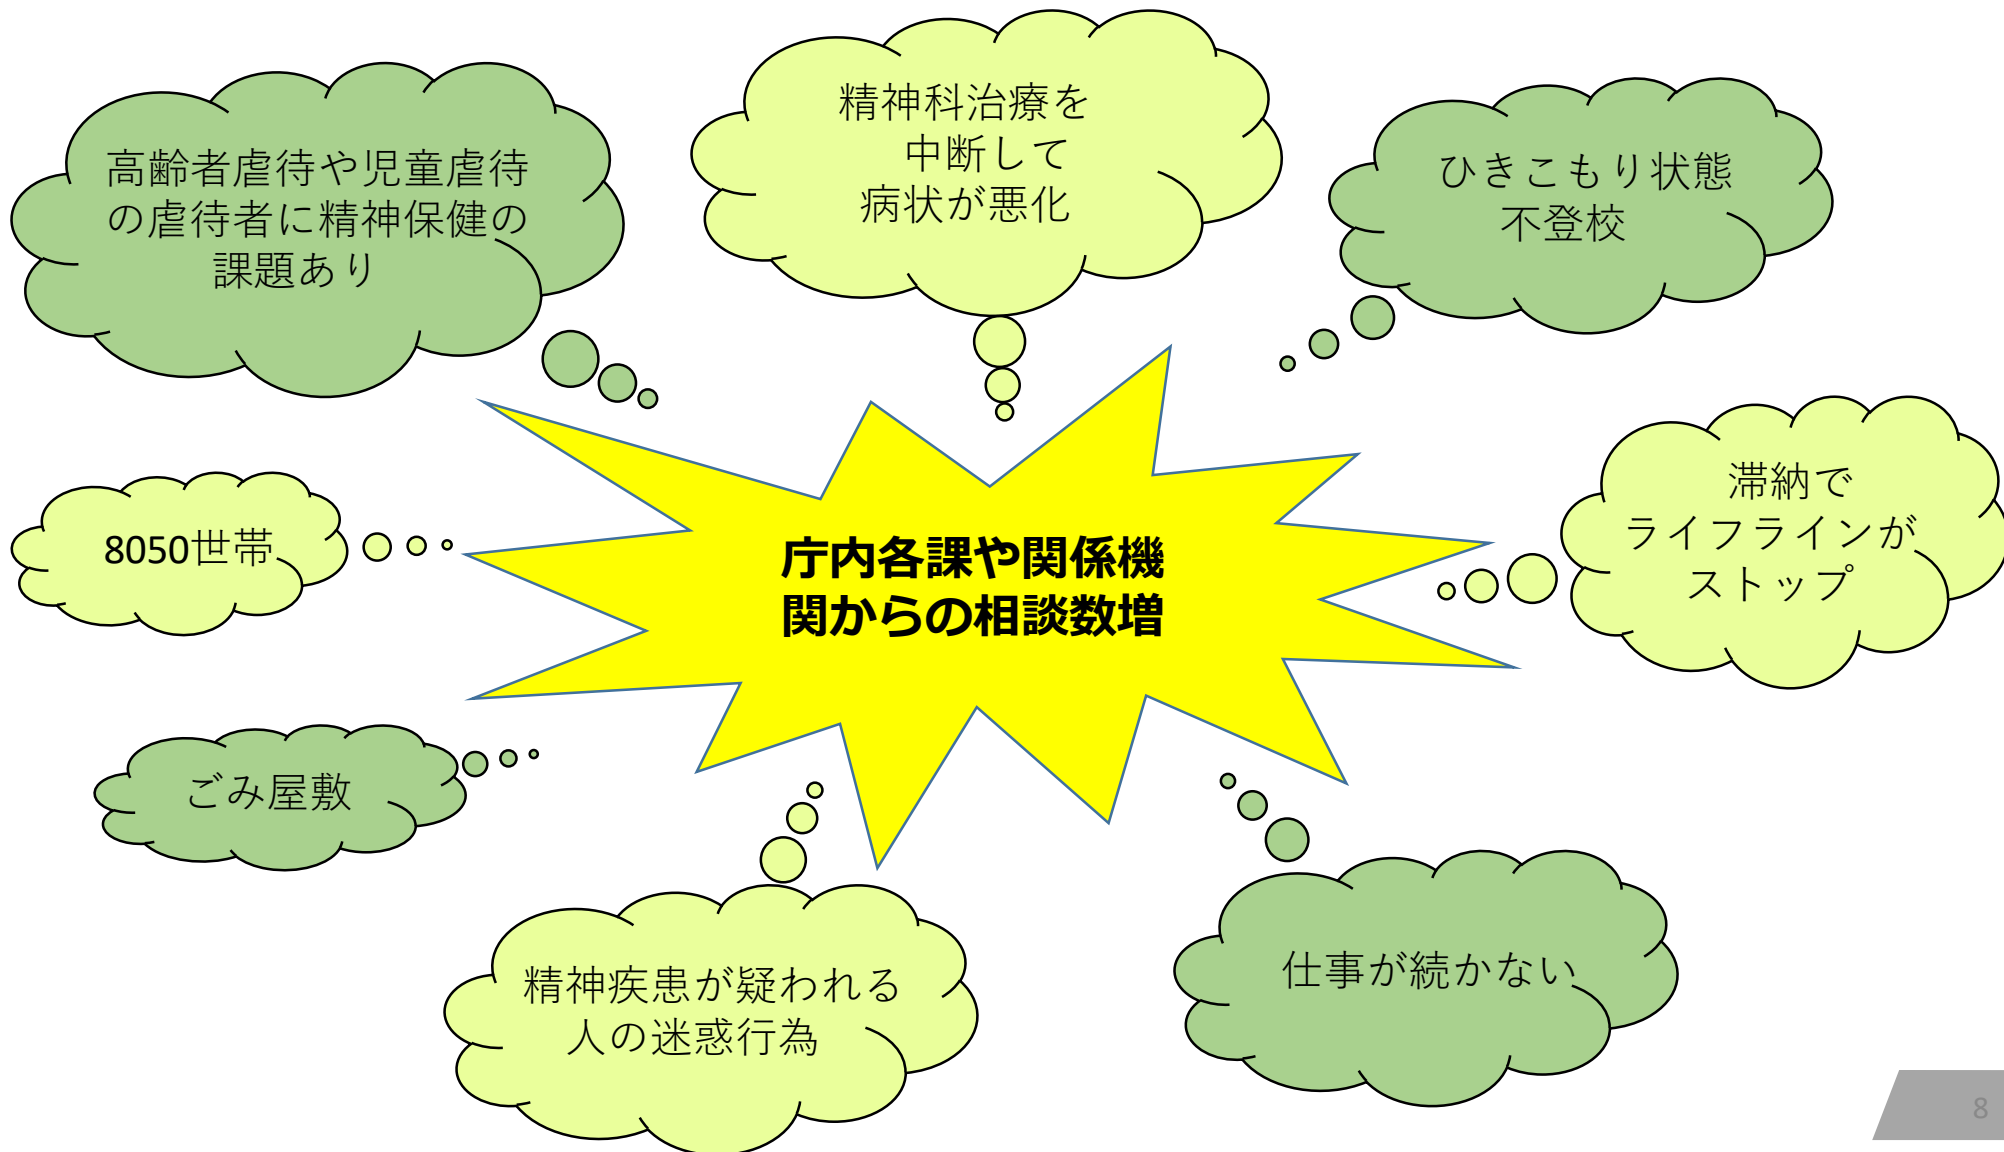 高齢者虐待や児童虐待
の虐待者に精神保健の
課題あり
精神科治療を
中断して
病状が悪化
ひきこもり状態
不登校
8050世帯
庁内各課や関係機
関からの相談数増
滞納で
ライフラインが
ストップ
ごみ屋敷
精神疾患が疑われる
人の迷惑行為
仕事が続かない
8